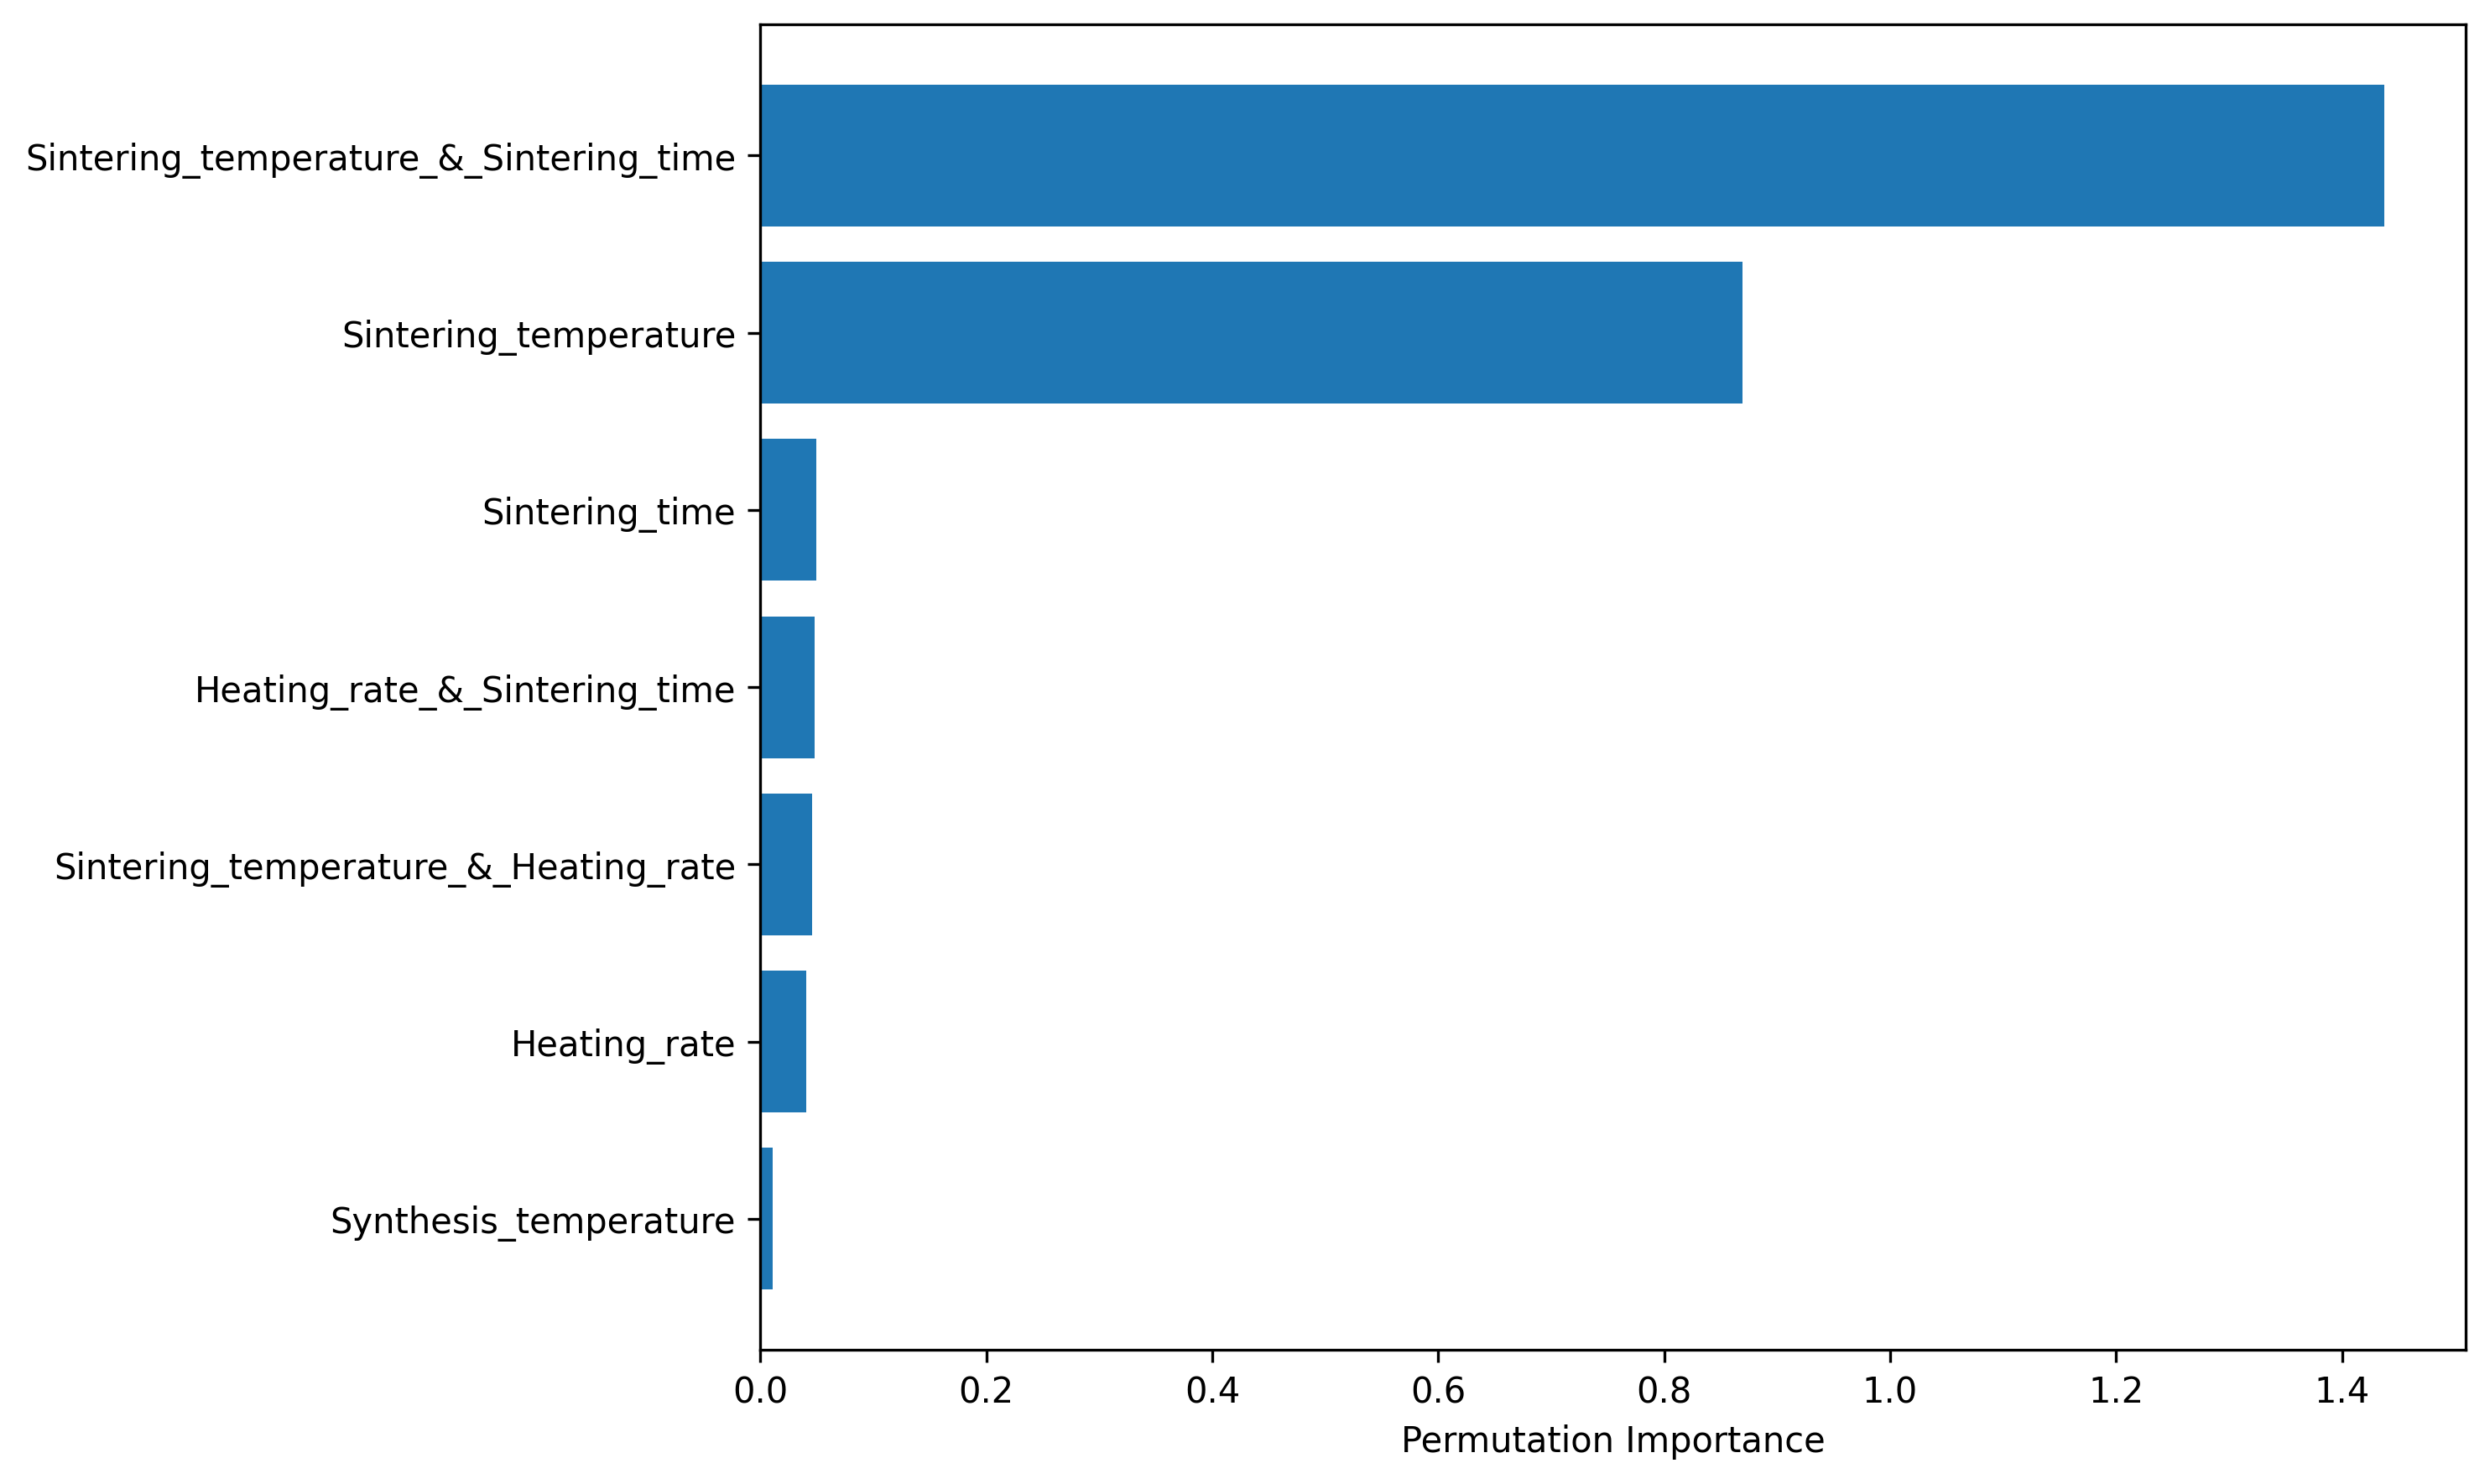 Sintering_temperature_&_Sintering_time
Sintering_temperature
Sintering_time
Heating_rate_&_Sintering_time
Sintering_temperature_&_Heating_rate
Heating_rate
Synthesis_temperature
0.0 0.2 0.4 0.6 0.8 1.0 1.2 1.4
Permutation Importance